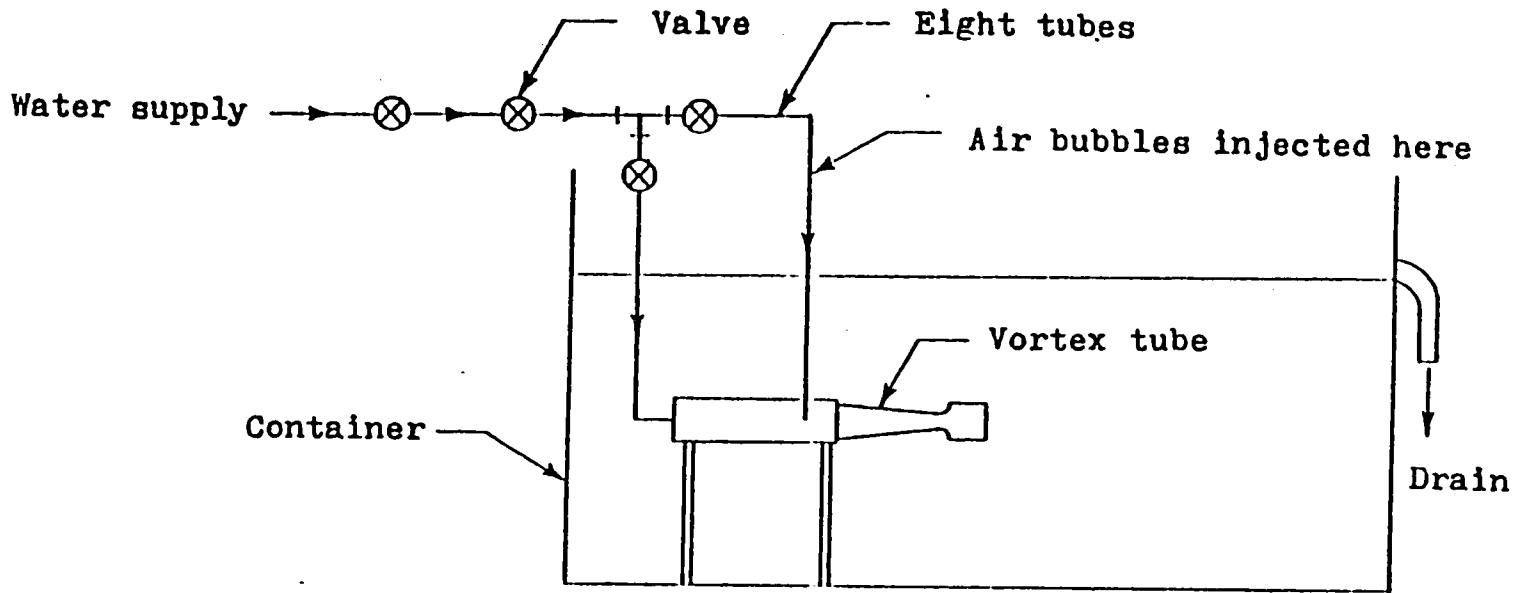 Valve
Eight tubes
Water supply
Air bubbles injected here
Vortex tube
Container
Drain